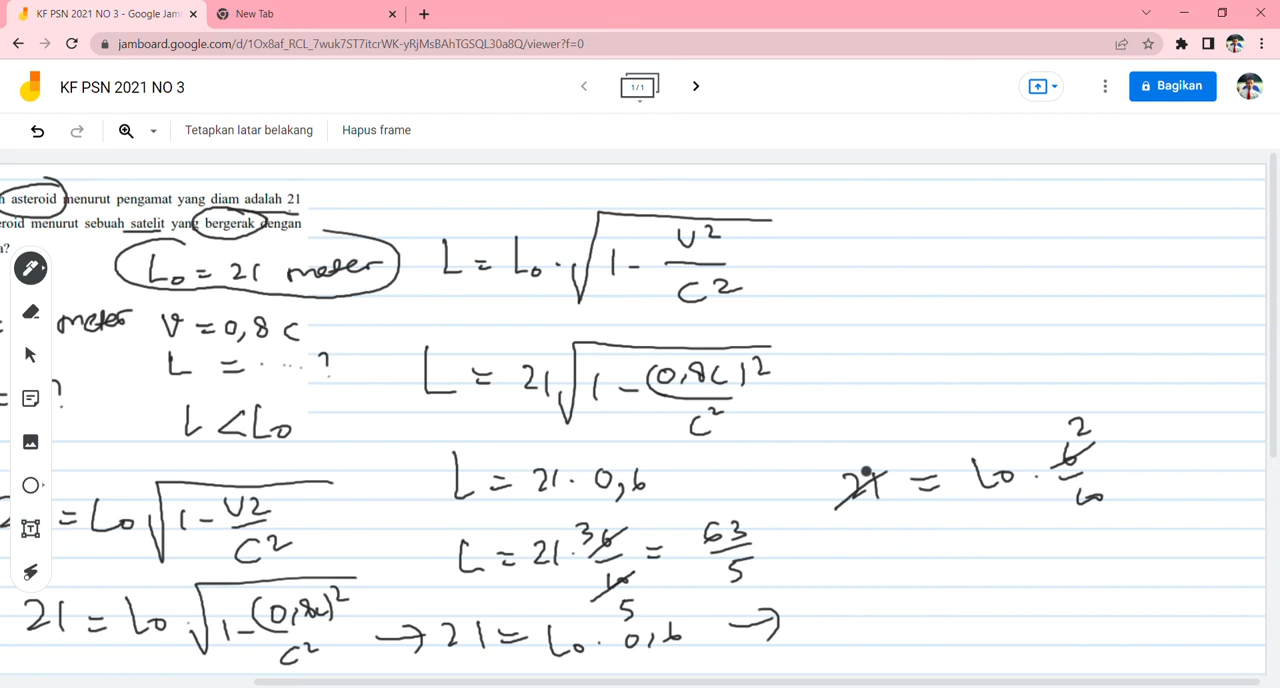 KF PSN 2021 NO 3 - Google Jam
New Tab
jamboard.google.com/d/1Ox8af_RCL_7wuk7ST7itcrWK-yRjMsBAhTGSQL30a8Q/viewer?f=0
KF PSN 2021 NO 3
1/1
Bagikan
Tetapkan latar belakang
Hapus frame
h asteroid menurut pengamat yang diam adalah 21
eroid menurut sebuah satelit yang bergerak dengan
a?
L₀ = 21 meter
= meter
V = 0,8 c
L = .... ?
= ?
L < L₀
= L₀ √(1 - V2/C²)
21 = L₀ . √(1 - (0,8c)²/c²)
→ 21 = L₀ . 0,6 →
L = L₀ . √(1 - V²/C²)
L = 21 √(1 - (0,8c)²/c²)
L = 21 . 0,6
L = 21 . 3 6/10 5 = 63/5
21 = L₀ . 2 6/10